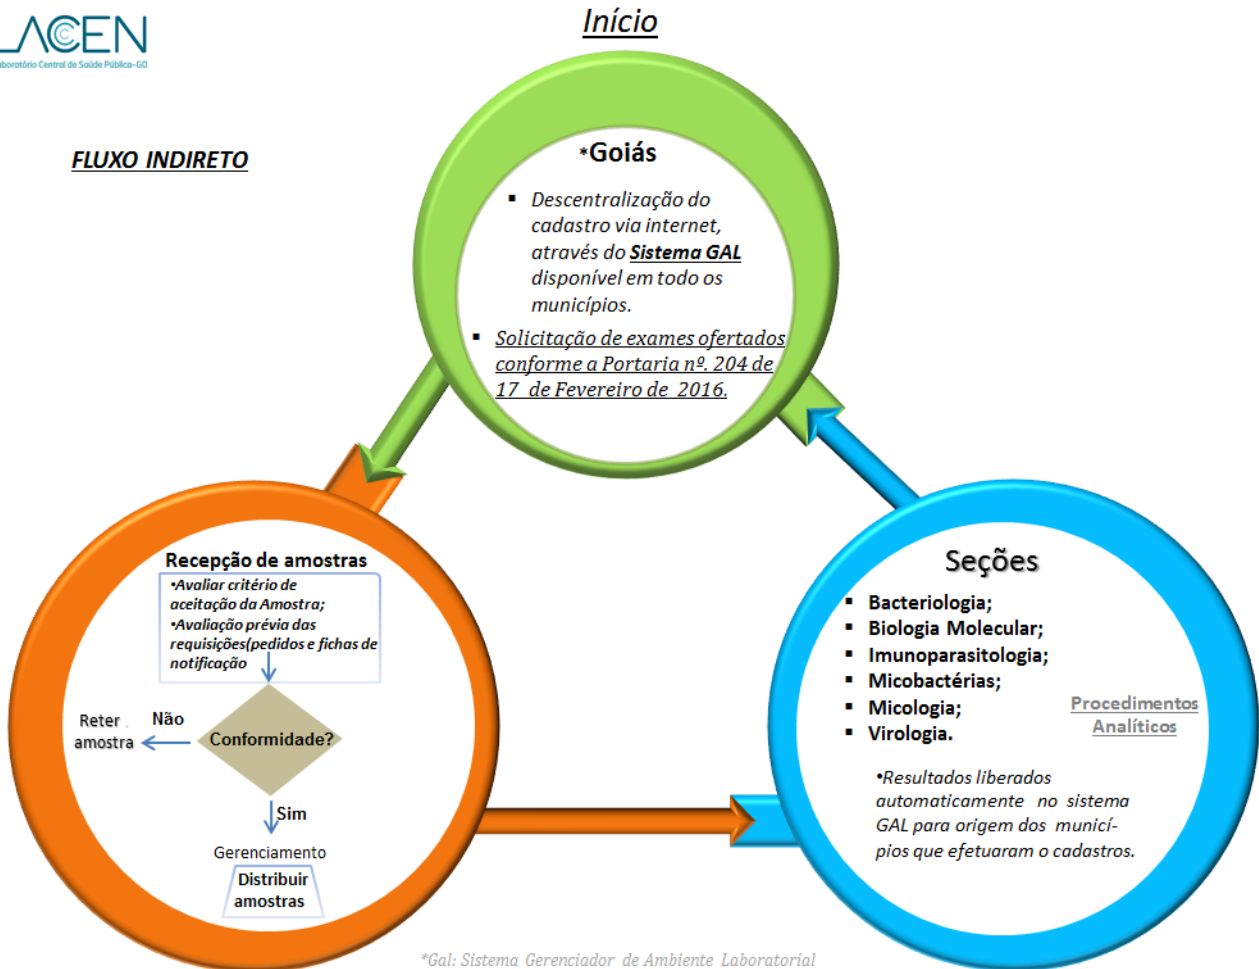 Início
LACEN
Laboratório Central de Saúde Pública-GO
FLUXO INDIRETO
*Goiás
▪ Descentralização do
cadastro via internet,
através do Sistema GAL
disponível em todo os
municípios.
▪ Solicitação de exames ofertados
conforme a Portaria nº. 204 de
17 de Fevereiro de 2016.
Recepção de amostras
•Avaliar critério de
aceitação da Amostra;
•Avaliação prévia das
requisições(pedidos e fichas de
notificação
Conformidade?
Não
Reter
amostra
Sim
Gerenciamento
Distribuir
amostras
Seções
▪ Bacteriologia;
▪ Biologia Molecular;
▪ Imunoparasitologia;
▪ Micobactérias;
▪ Micologia;
▪ Virologia.
Procedimentos
Analíticos
•Resultados liberados
automaticamente no sistema
GAL para origem dos municí-
pios que efetuaram o cadastros.
*Gal: Sistema Gerenciador de Ambiente Laboratorial